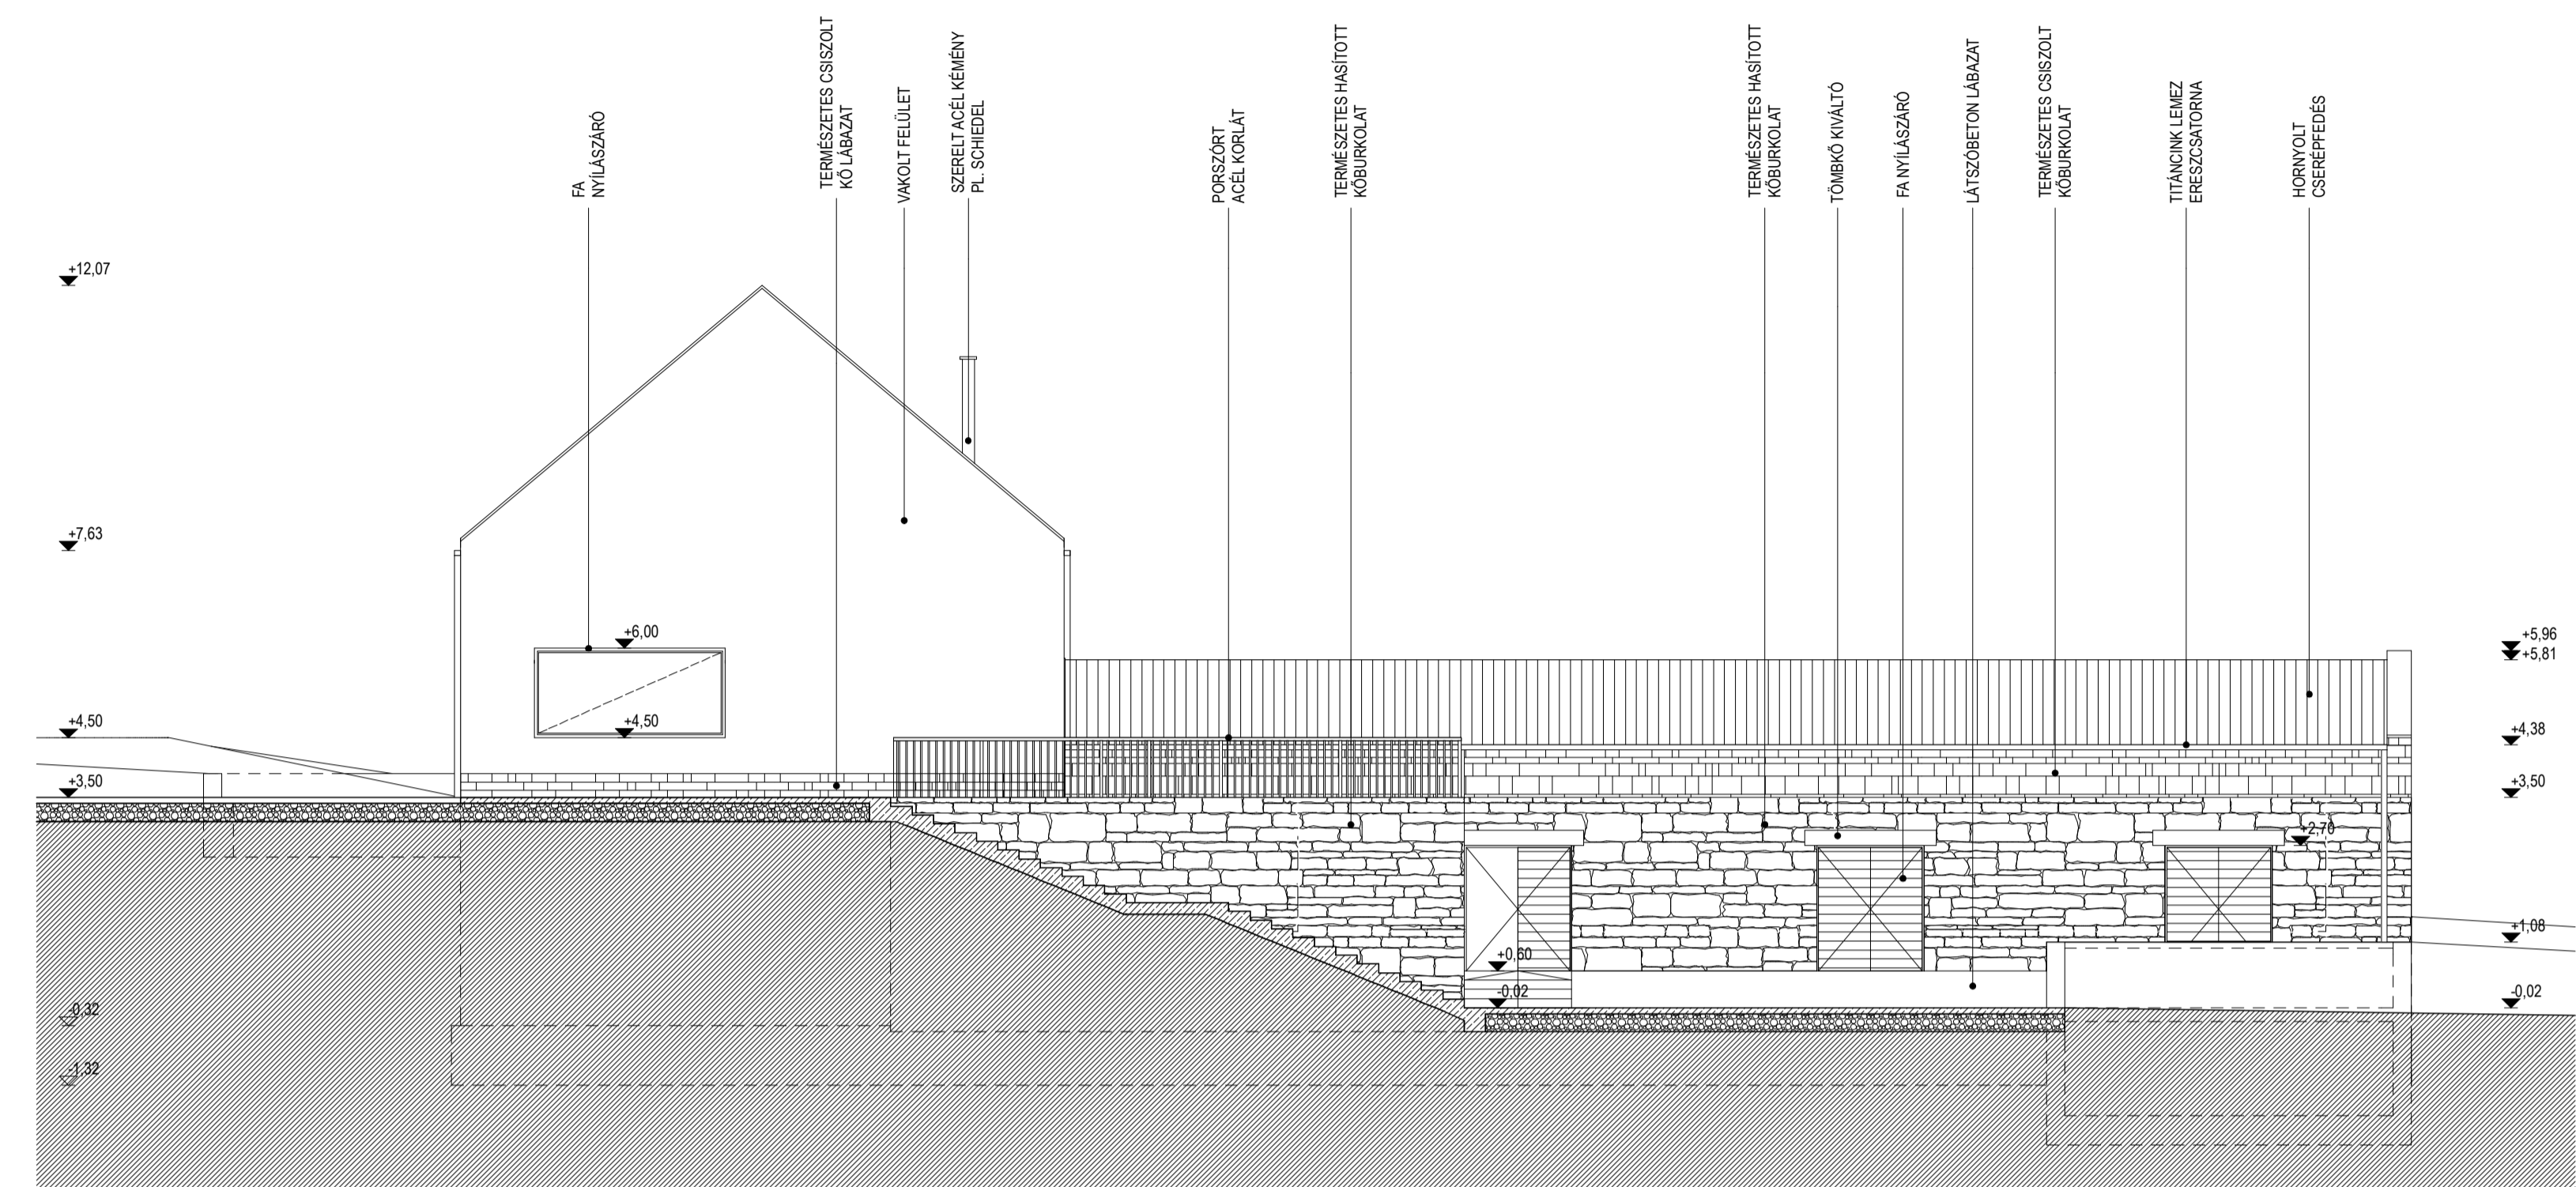 FA
NYÍLÁSZÁRÓ
TERMÉSZETES CSISZOLT
KŐ LÁBAZAT
VAKOLT FELÜLET
SZERELT ACÉL KÉMÉNY
PL. SCHIEDEL
PORSZÓRT
ACÉL KORLÁT
TERMÉSZETES HASÍTOTT
KŐBURKOLAT
TERMÉSZETES HASÍTOTT
KŐBURKOLAT
TÖMBKŐ KIVÁLTÓ
FA NYÍLÁSZÁRÓ
LÁTSZÓBETON LÁBAZAT
TERMÉSZETES CSISZOLT
KŐBURKOLAT
TITÁNCINK LEMEZ
ERESZCSATORNA
HORNYOLT
CSERÉPFEDÉS
+12,07
+7,63
+4,50
+3,50
-0,32
-1,32
+6,00
+4,50
+0,60
-0,02
+2,70
+5,96
+5,81
+4,38
+3,50
+1,08
-0,02